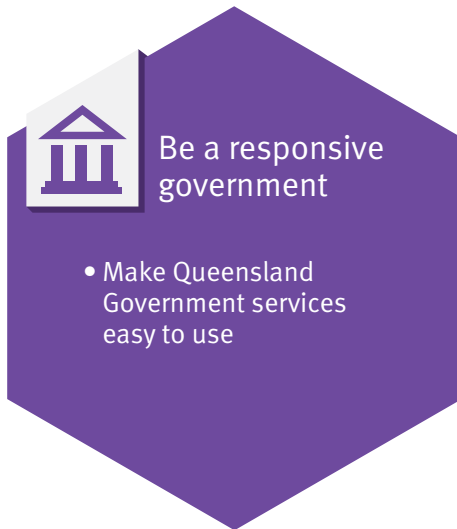 Be a responsive
government
• Make Queensland
Government services
easy to use